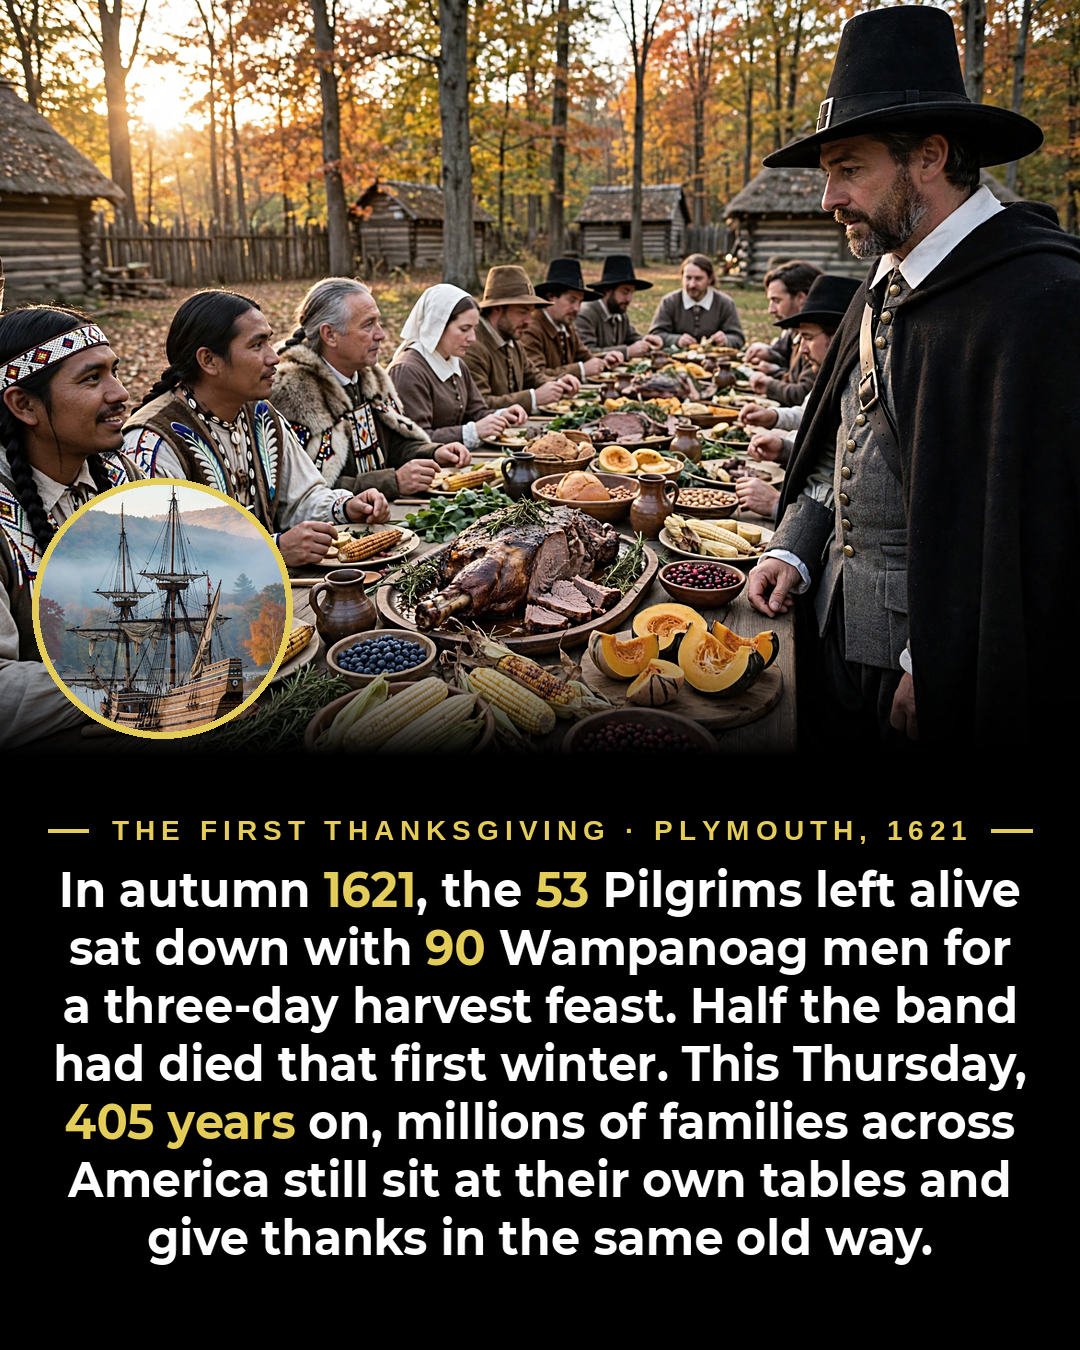 THE FIRST THANKSGIVING · PLYMOUTH, 1621
In autumn 1621, the 53 Pilgrims left alive
sat down with 90 Wampanoag men for
a three-day harvest feast. Half the band
had died that first winter. This Thursday,
405 years on, millions of families across
America still sit at their own tables and
give thanks in the same old way.